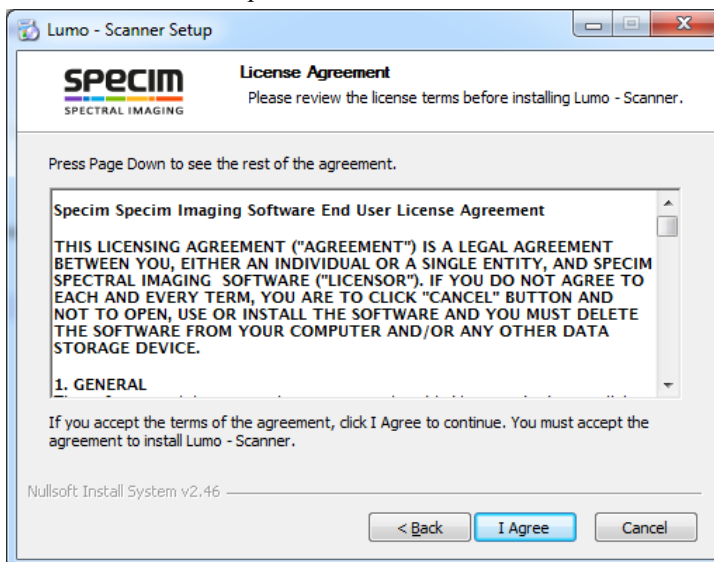 Lumo - Scanner Setup
SPECIM
SPECTRAL IMAGING
License Agreement
Please review the license terms before installing Lumo - Scanner.
Press Page Down to see the rest of the agreement.
Specim Specim Imaging Software End User License Agreement
THIS LICENSING AGREEMENT ("AGREEMENT") IS A LEGAL AGREEMENT
BETWEEN YOU, EITHER AN INDIVIDUAL OR A SINGLE ENTITY, AND SPECIM
SPECTRAL IMAGING SOFTWARE ("LICENSOR"). IF YOU DO NOT AGREE TO
EACH AND EVERY TERM, YOU ARE TO CLICK "CANCEL" BUTTON AND
NOT TO OPEN, USE OR INSTALL THE SOFTWARE AND YOU MUST DELETE
THE SOFTWARE FROM YOUR COMPUTER AND/OR ANY OTHER DATA
STORAGE DEVICE.
1. GENERAL
If you accept the terms of the agreement, click I Agree to continue. You must accept the
agreement to install Lumo - Scanner.
Nullsoft Install System v2.46
< Back
I Agree
Cancel